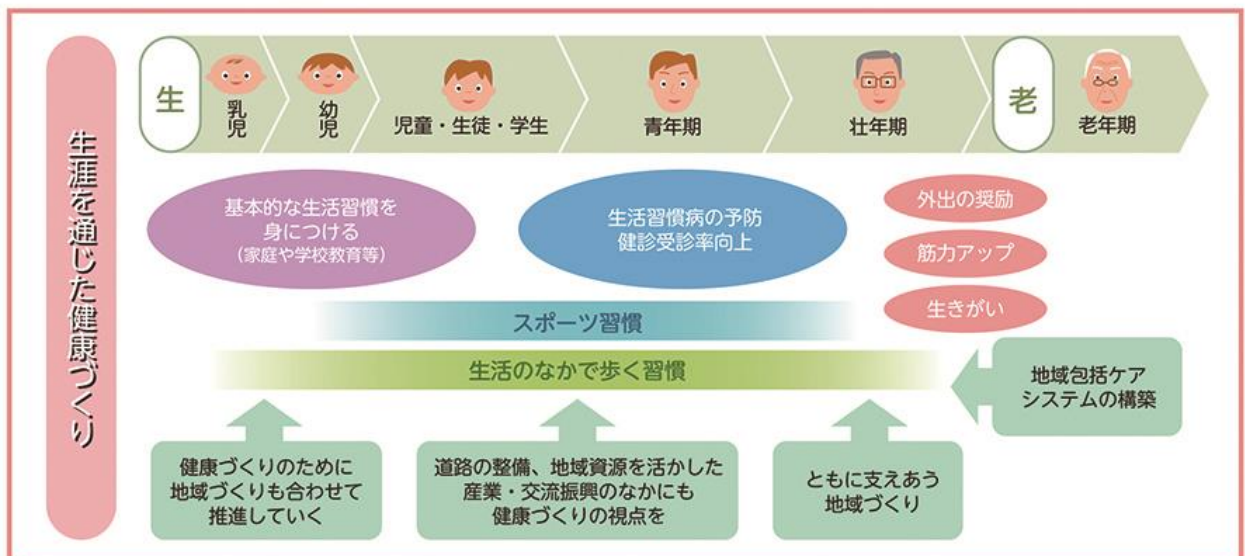 生涯を通じた健康づくり
生
乳児
幼児
児童・生徒・学生
青年期
壮年期
老
老年期
基本的な生活習慣を
身につける
(家庭や学校教育等)
生活習慣病の予防
健診受診率向上
外出の奨励
筋力アップ
生きがい
スポーツ習慣
生活のなかで歩く習慣
地域包括ケア
システムの構築
健康づくりのために
地域づくりも合わせて
推進していく
道路の整備、地域資源を活かした
産業・交流振興のなかにも
健康づくりの視点を
ともに支えあう
地域づくり